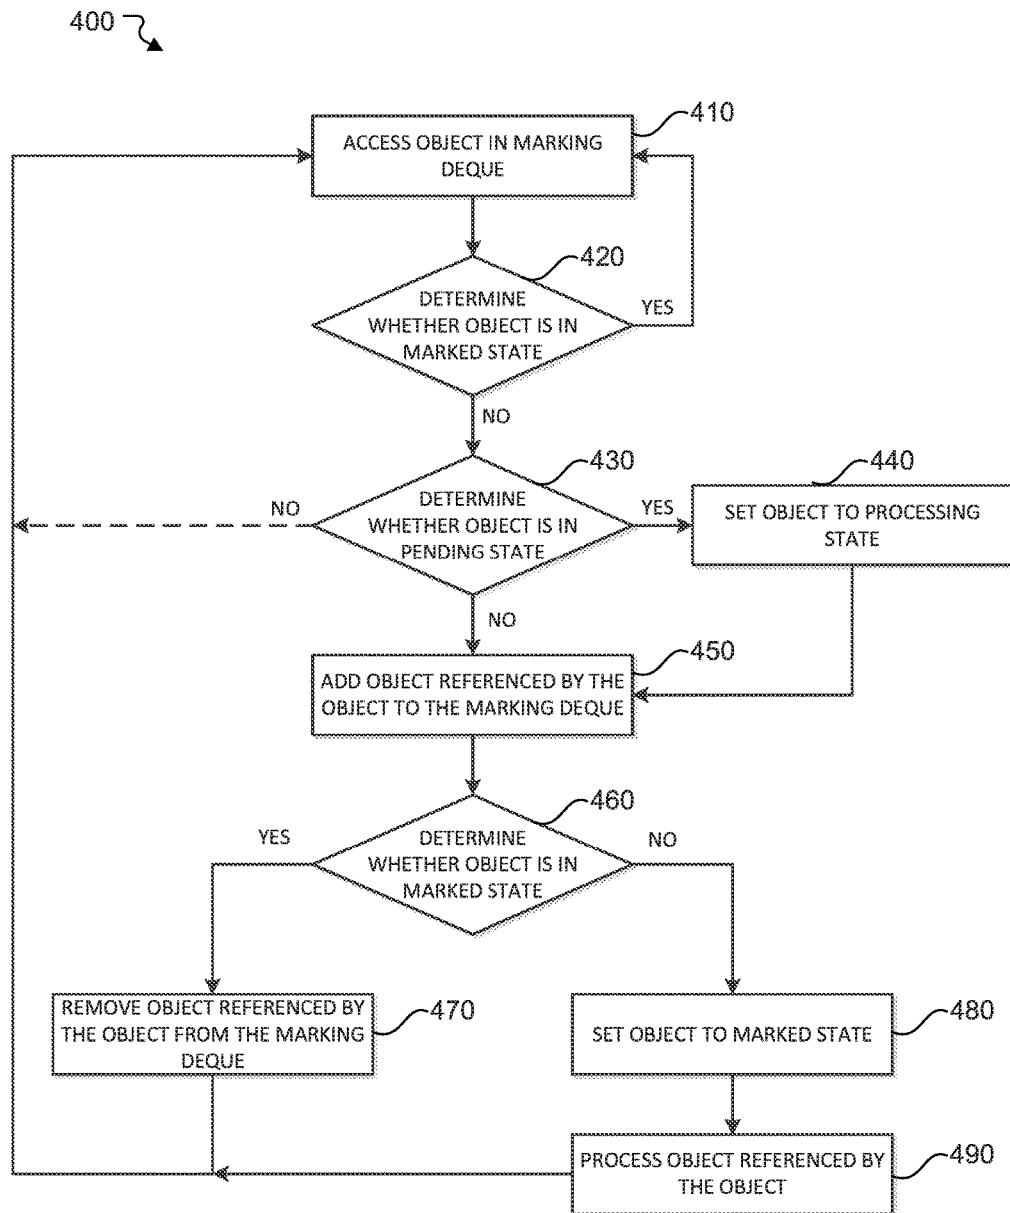 400
410
ACCESS OBJECT IN MARKING
DEQUE
420
DETERMINE
WHETHER OBJECT IS IN
MARKED STATE
YES
NO
430
440
DETERMINE
WHETHER OBJECT IS IN
PENDING STATE
NO
YES
SET OBJECT TO PROCESSING
STATE
NO
450
ADD OBJECT REFERENCED BY THE
OBJECT TO THE MARKING DEQUE
460
YES
DETERMINE
WHETHER OBJECT IS IN
MARKED STATE
NO
REMOVE OBJECT REFERENCED BY
THE OBJECT FROM THE MARKING
DEQUE
470
SET OBJECT TO MARKED STATE
480
PROCESS OBJECT REFERENCED BY
THE OBJECT
490